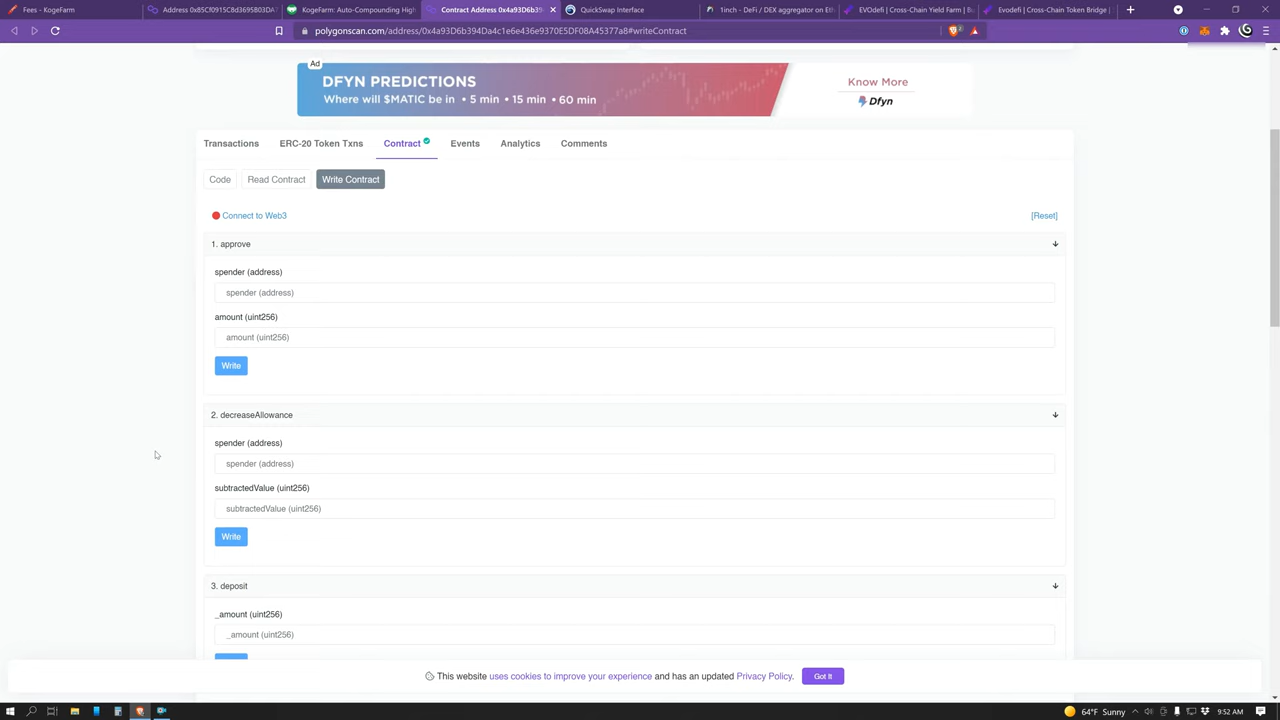 Fees - KogeFarm
Address 0x85Cf0915C8d3695B03DA7
KogeFarm: Auto-Compounding High
Contract Address 0x4a93D6b39
QuickSwap Interface
1inch - DeFi / DEX aggregator on Eth
EVOdefi | Cross-Chain Yield Farm | B
Evodefi | Cross-Chain Token Bridge |
polygonscan.com/address/0x4a93D6b394Da4c1e6e436e9370E5DF08A45377a8#writeContract
Ad
DFYN PREDICTIONS
Where will $MATIC be in • 5 min • 15 min • 60 min
Know More
Dfyn
Transactions
ERC-20 Token Txns
Contract
Events
Analytics
Comments
Code
Read Contract
Write Contract
Connect to Web3
[Reset]
1. approve
spender (address)
spender (address)
amount (uint256)
amount (uint256)
Write
2. decreaseAllowance
spender (address)
spender (address)
subtractedValue (uint256)
subtractedValue (uint256)
Write
3. deposit
_amount (uint256)
_amount (uint256)
This website uses cookies to improve your experience and has an updated Privacy Policy.
Got It
64°F Sunny
9:52 AM